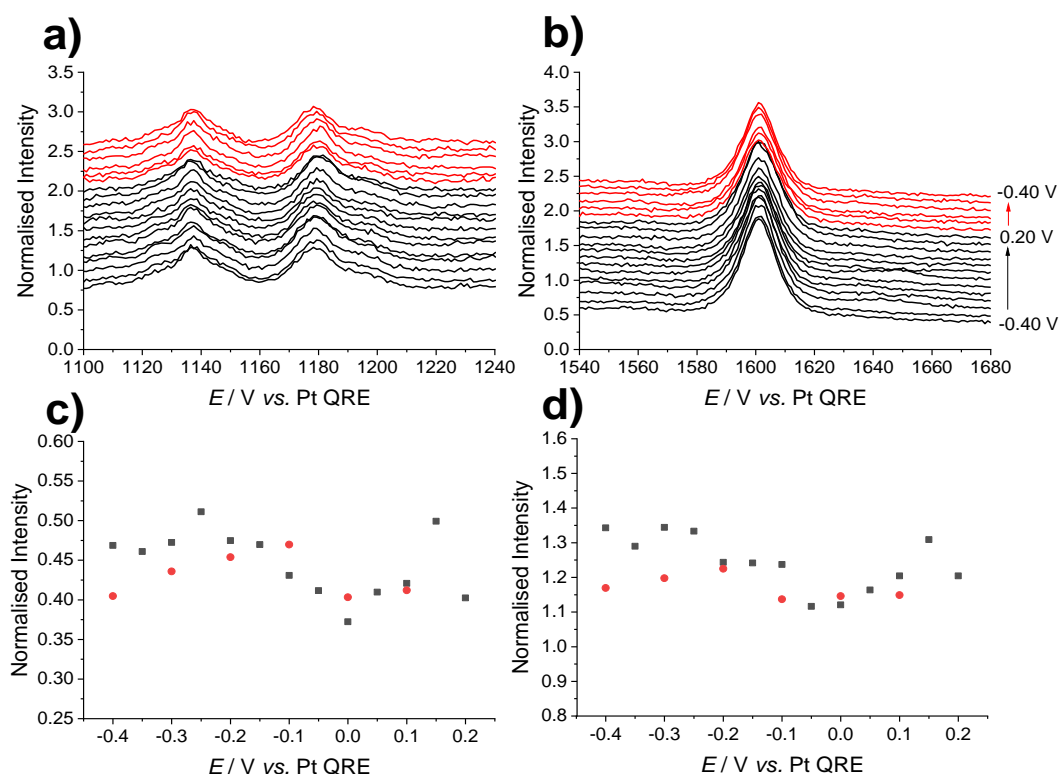 a)
3.5
3.0
2.5
2.0
1.5
1.0
0.5
0.0
Normalised Intensity
1100 1120 1140 1160 1180 1200 1220 1240
E / V vs. Pt QRE
b)
4.0
3.5
3.0
2.5
2.0
1.5
1.0
0.5
0.0
Normalised Intensity
-0.40 V
0.20 V
-0.40 V
1540 1560 1580 1600 1620 1640 1660 1680
E / V vs. Pt QRE
c)
0.60
0.55
0.50
0.45
0.40
0.35
0.30
0.25
Normalised Intensity
-0.4 -0.3 -0.2 -0.1 0.0 0.1 0.2
E / V vs. Pt QRE
d)
1.6
1.5
1.4
1.3
1.2
1.1
1.0
0.9
0.8
Normalised Intensity
-0.4 -0.3 -0.2 -0.1 0.0 0.1 0.2
E / V vs. Pt QRE